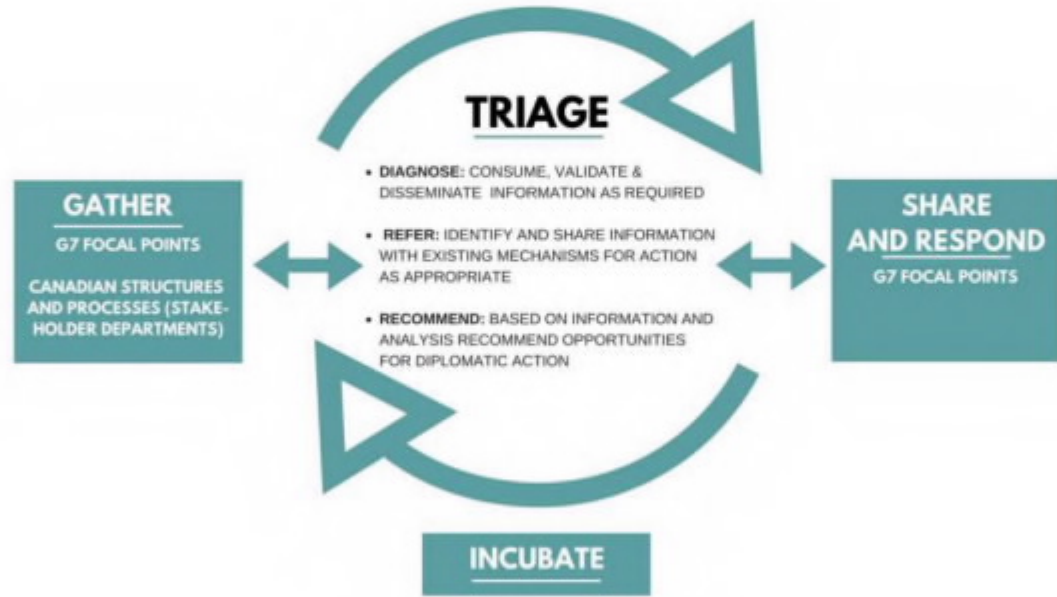 TRIAGE
• DIAGNOSE: CONSUME, VALIDATE &
DISSEMINATE INFORMATION AS REQUIRED
• REFER: IDENTIFY AND SHARE INFORMATION
WITH EXISTING MECHANISMS FOR ACTION
AS APPROPRIATE
• RECOMMEND: BASED ON INFORMATION AND
ANALYSIS RECOMMEND OPPORTUNITIES
FOR DIPLOMATIC ACTION
GATHER
G7 FOCAL POINTS
CANADIAN STRUCTURES
AND PROCESSES (STAKE-
HOLDER DEPARTMENTS)
SHARE
AND RESPOND
G7 FOCAL POINTS
INCUBATE